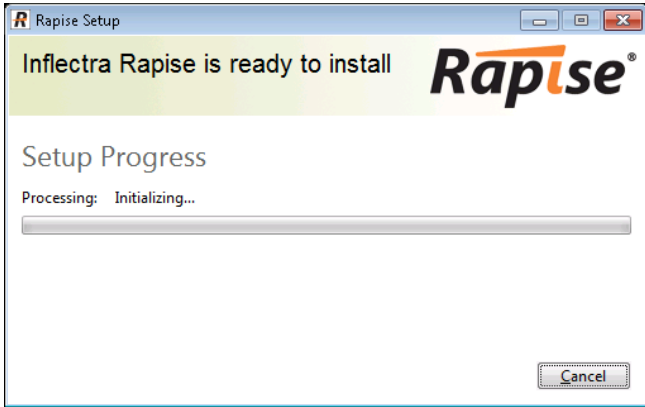 Rapise Setup
Inflectra Rapise is ready to install
Rapise®
Setup Progress
Processing: Initializing...
Cancel